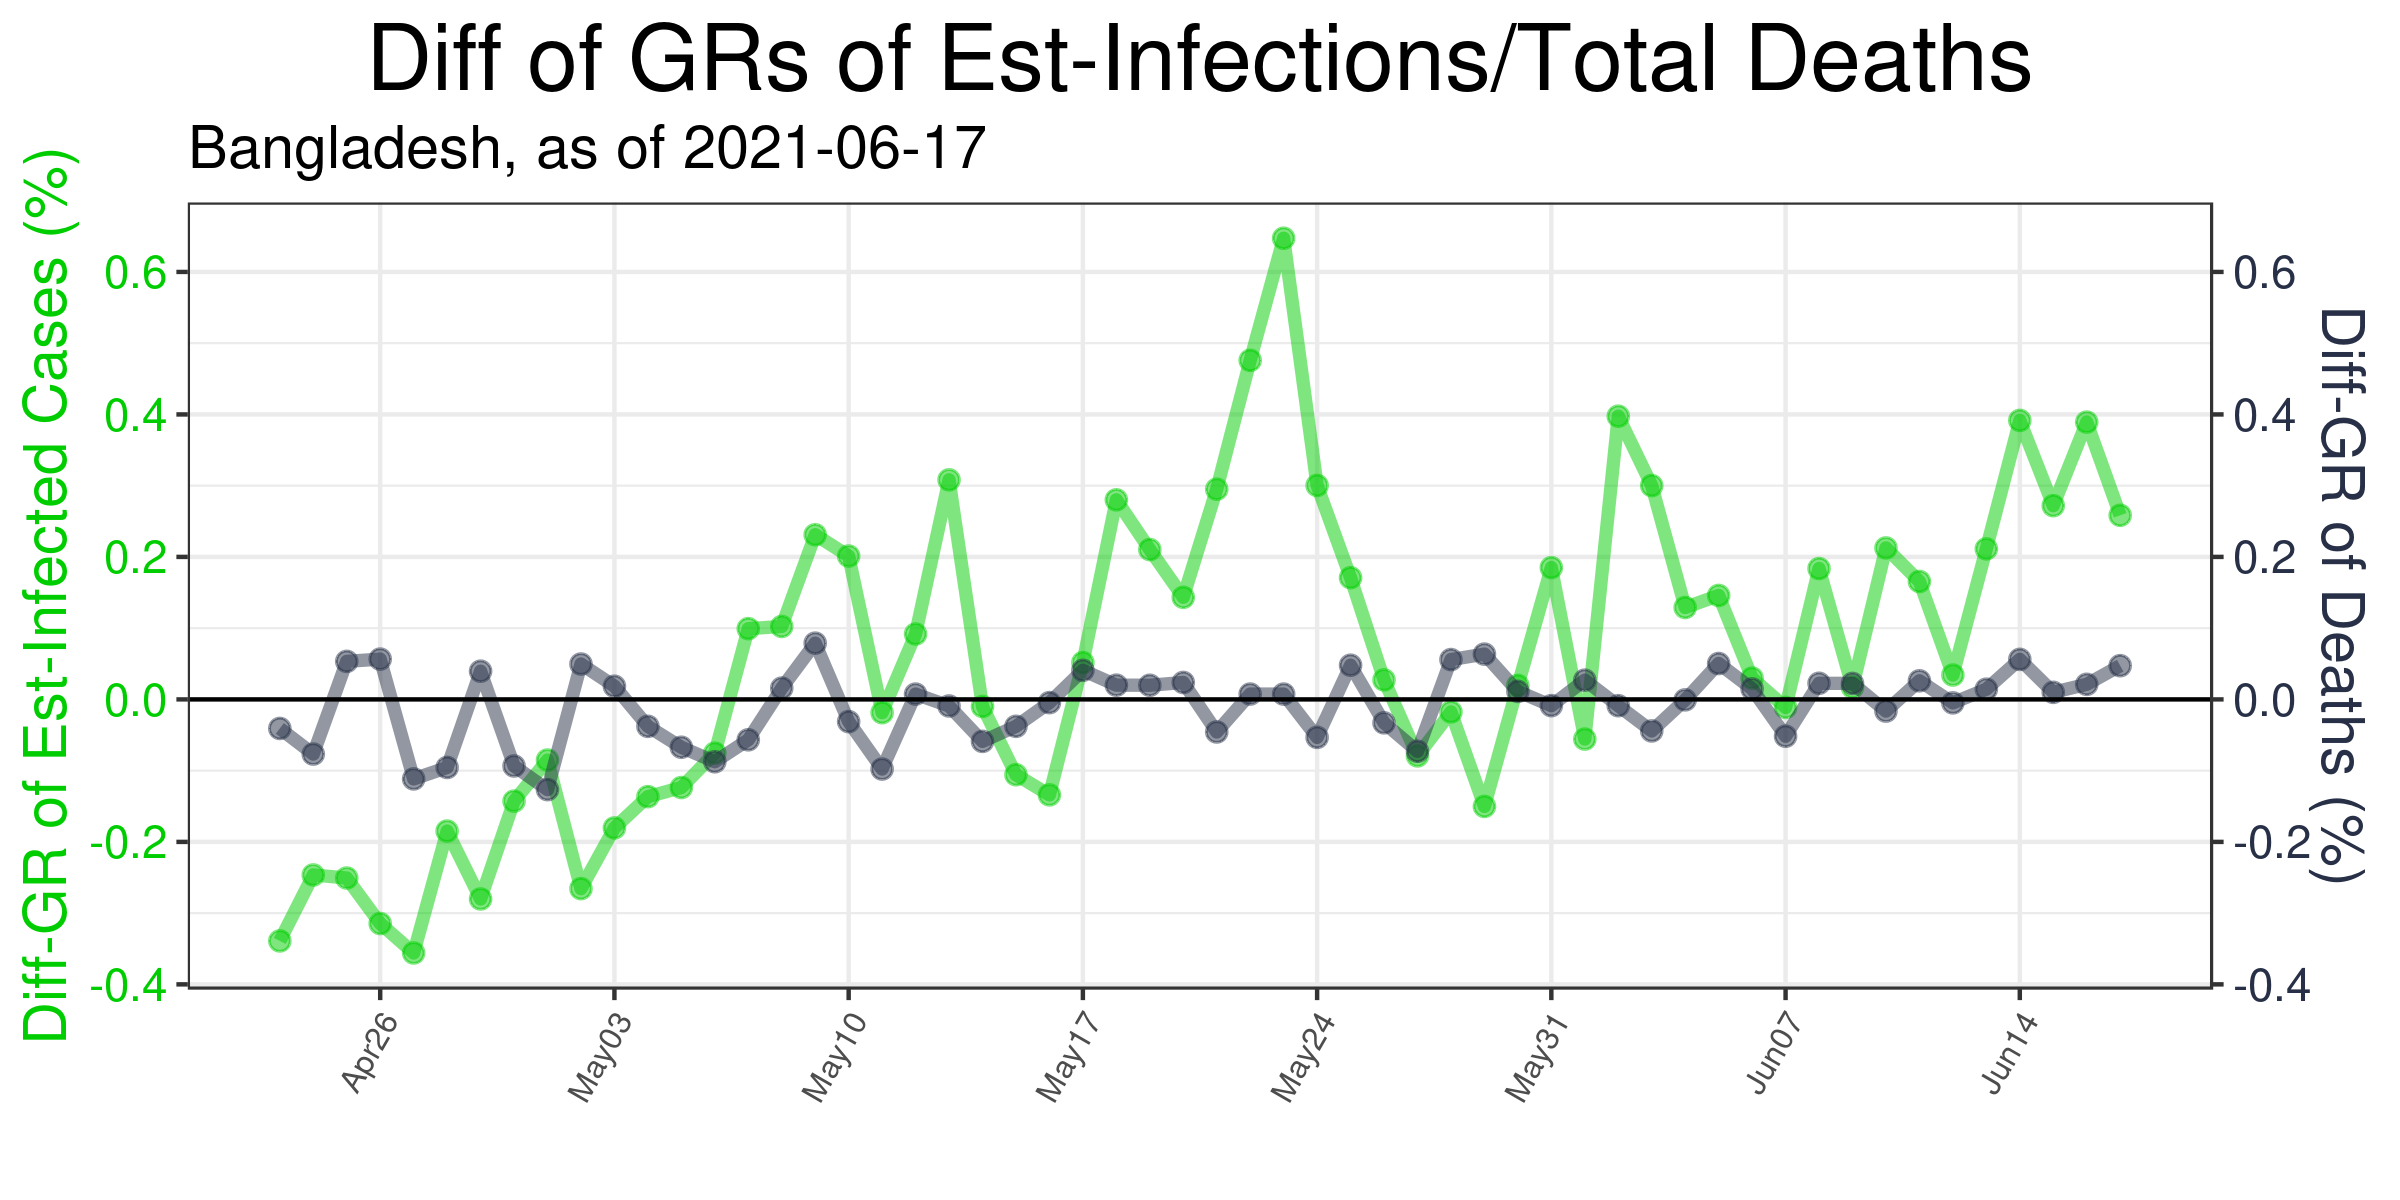 Diff of GRs of Est-Infections/Total Deaths
Bangladesh, as of 2021-06-17
Diff-GR of Est-Infected Cases (%)
0.6
0.4
0.2
0.0
-0.2
-0.4
0.6
0.4
0.2
0.0
-0.2
-0.4
Diff-GR of Deaths (%)
Apr26
May03
May10
May17
May24
May31
Jun07
Jun14